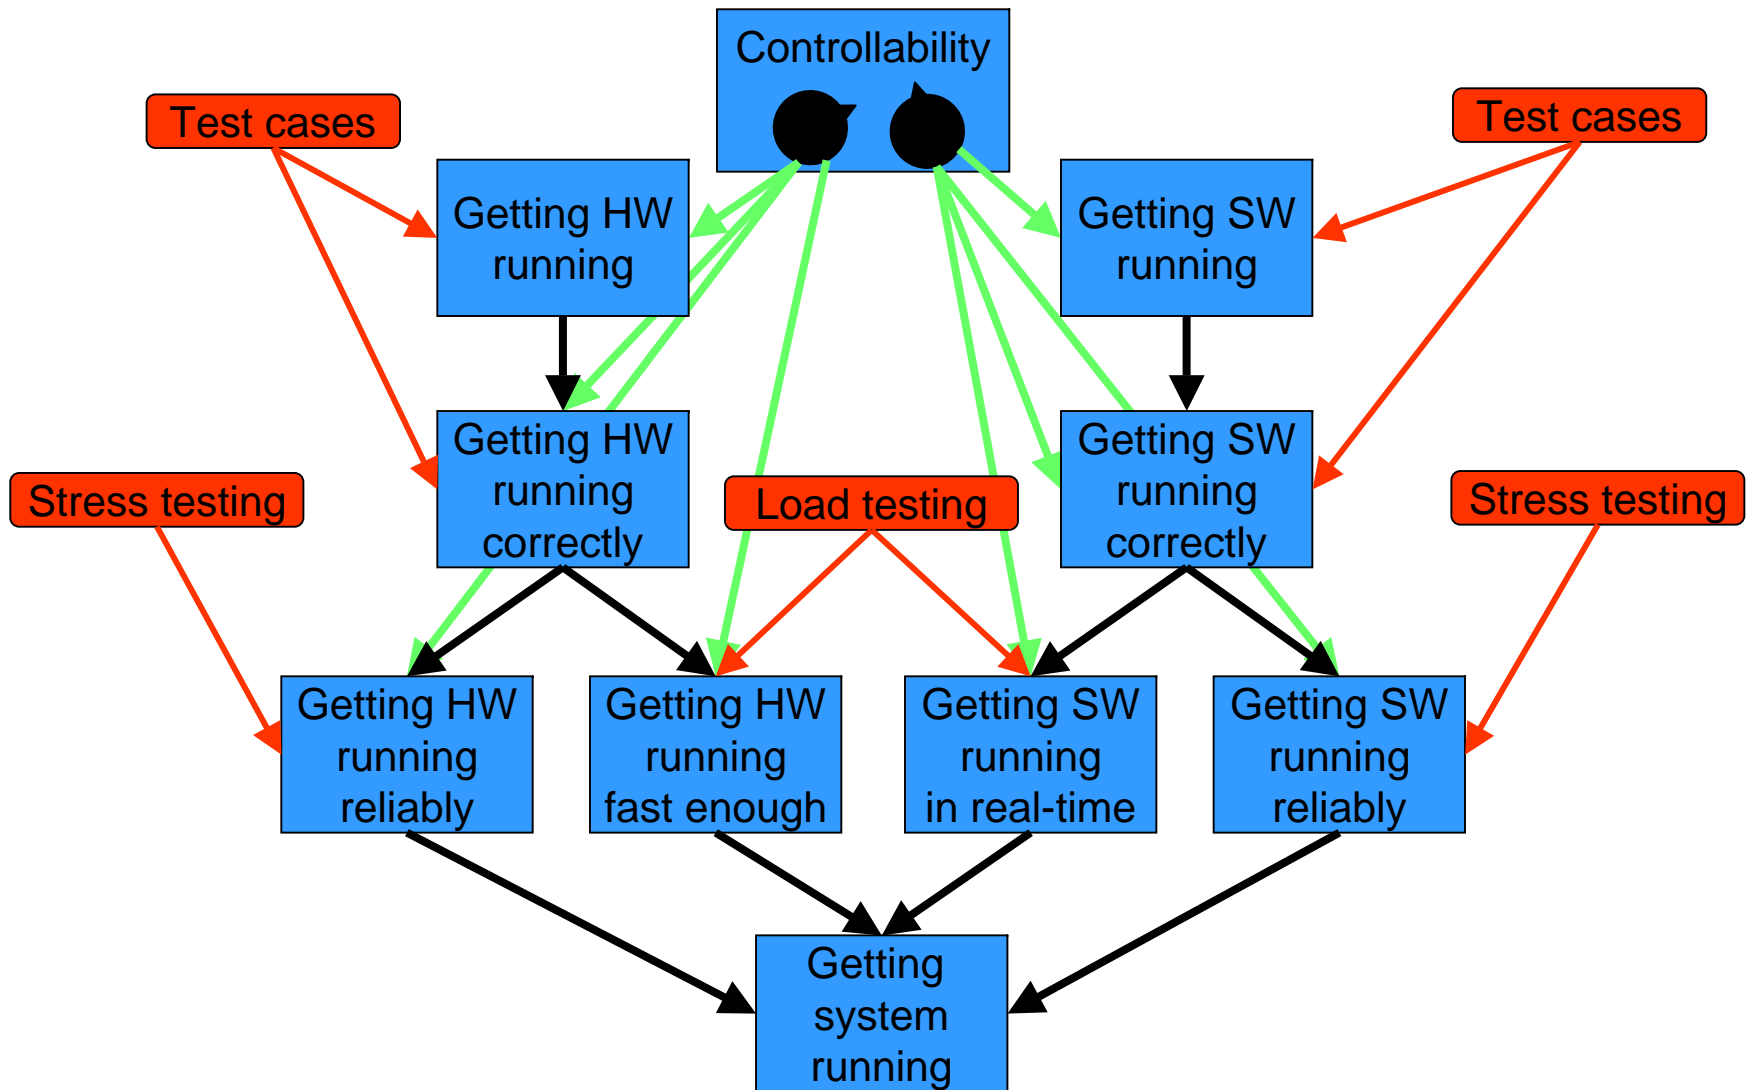 Controllability
Test cases
Test cases
Getting HW
running
Getting SW
running
Getting HW
running
correctly
Getting SW
running
correctly
Stress testing
Load testing
Stress testing
Getting HW
running
reliably
Getting HW
running
fast enough
Getting SW
running
in real-time
Getting SW
running
reliably
Getting
system
running